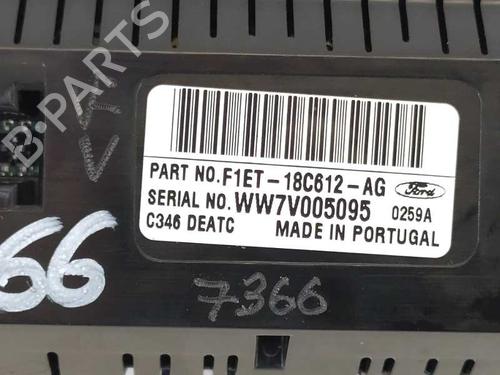 B-PARTS
PART NO.F1ET-18C612-AG
Ford
SERIAL NO.WW7V005095
0259A
C346 DEATC
MADE IN PORTUGAL
66
7366